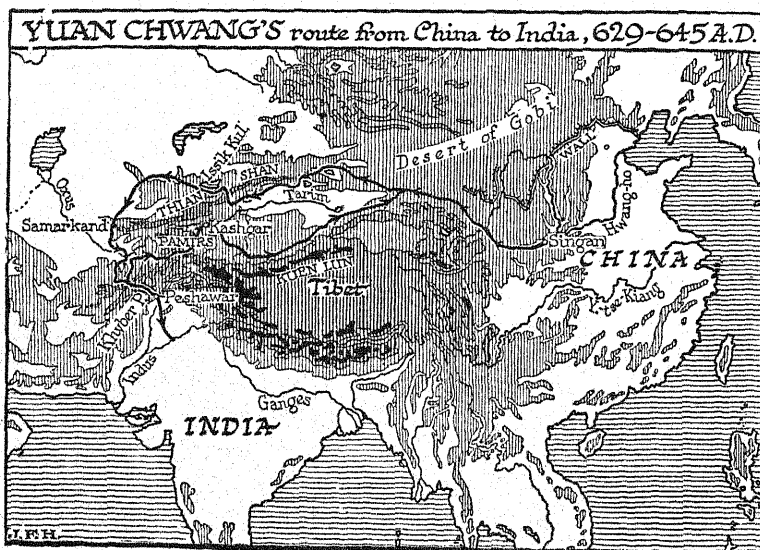 YUAN CHWANG'S route from China to India, 629-645 A.D.
Desert of Gobi
WALL
Issik Kul
Oxus
THIAN SHAN
Tarim
Hwang-ho
Samarkand
Kashgar
Singan
PAMIRS
CHINA
KUEN LUN
Tibet
Peshawar
Khyber P.
'tse-Kiang
Indus
Ganges
INDIA
J.F.H.